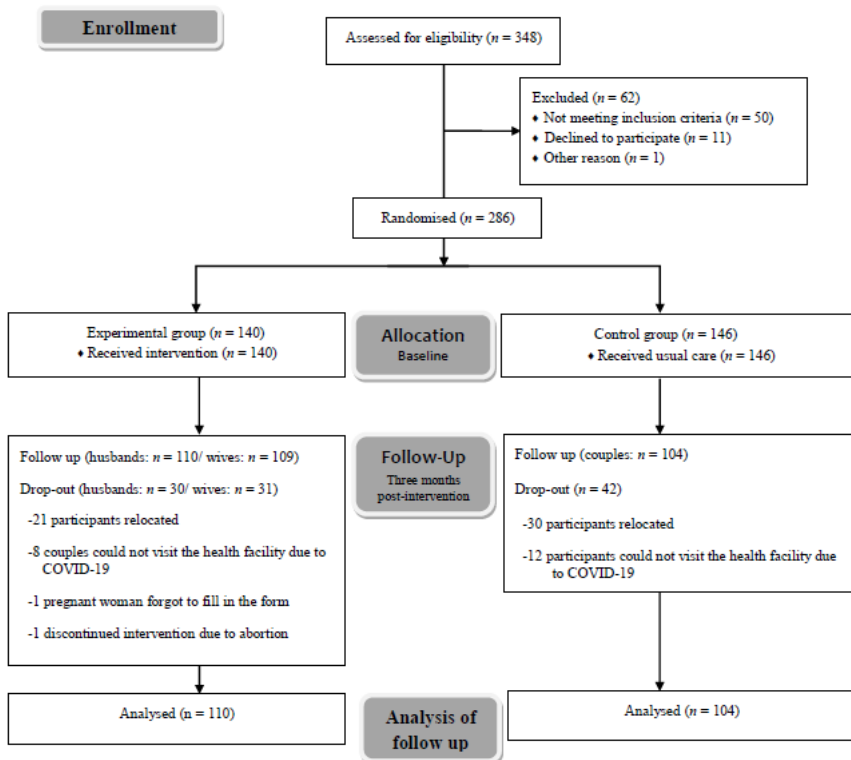 Enrollment
Assessed for eligibility (n = 348)
Excluded (n = 62)
♦ Not meeting inclusion criteria (n = 50)
♦ Declined to participate (n = 11)
♦ Other reason (n = 1)
Randomised (n = 286)
Experimental group (n = 140)
♦ Received intervention (n = 140)
Allocation
Baseline
Control group (n = 146)
♦ Received usual care (n = 146)
Follow up (husbands: n = 110/ wives: n = 109)
Drop-out (husbands: n = 30/ wives: n = 31)
-21 participants relocated
-8 couples could not visit the health facility due to
COVID-19
-1 pregnant woman forgot to fill in the form
-1 discontinued intervention due to abortion
Follow-Up
Three months
post-intervention
Follow up (couples: n = 104)
Drop-out (n = 42)
-30 participants relocated
-12 participants could not visit the health facility due
to COVID-19
Analysed (n = 110)
Analysis of
follow up
Analysed (n = 104)